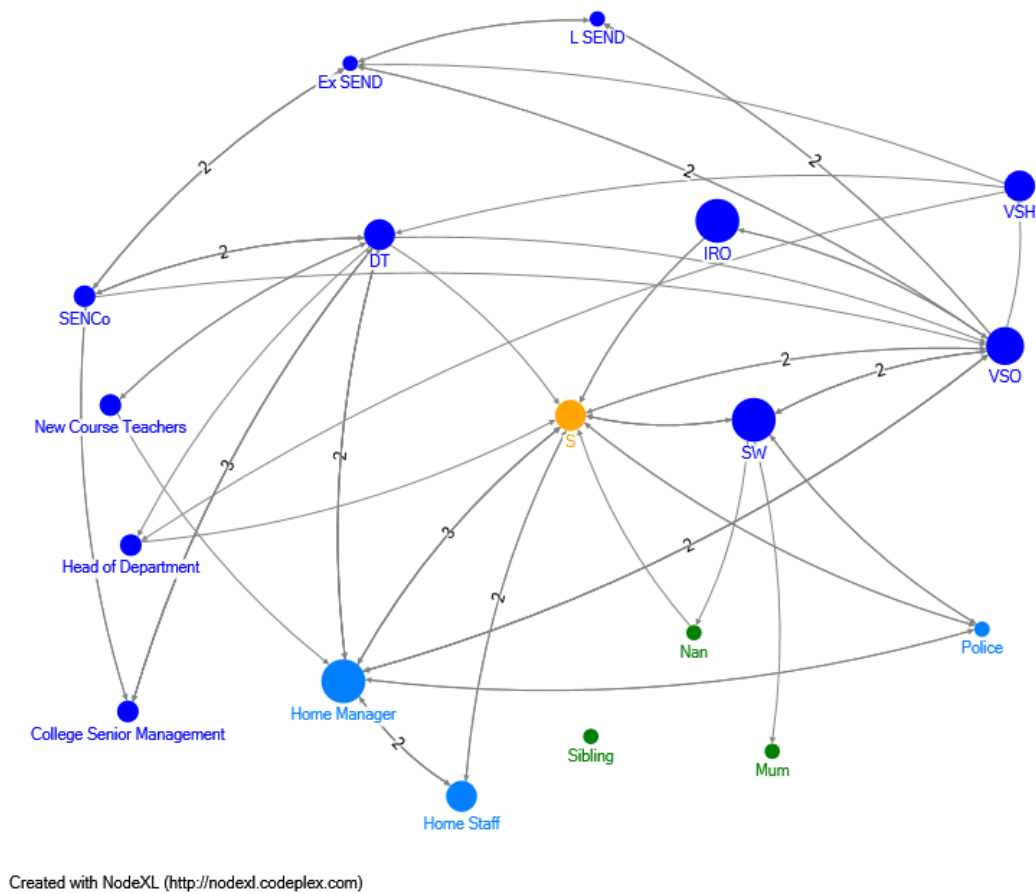 L SEND
Ex SEND
2
2
2
VSH
2
DT
IRO
SENCo
2
2
VSO
New Course Teachers
S
SW
3
2
3
2
Head of Department
2
Nan
Police
Home Manager
College Senior Management
2
Sibling
Mum
Home Staff
Created with NodeXL (http://nodexl.codeplex.com)